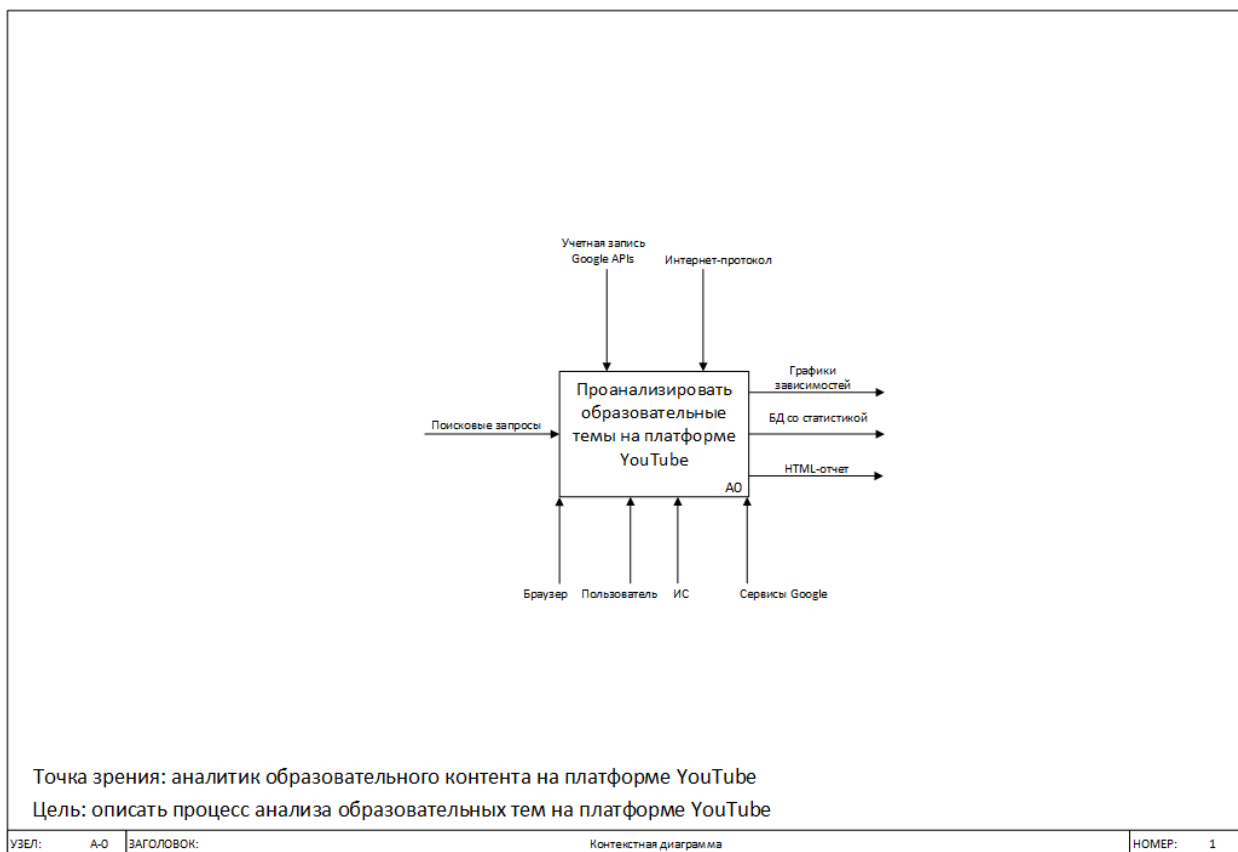 Учетная запись
Google APIs
Интернет-протокол
Проанализировать
образовательные
темы на платформе
YouTube
A0
Поисковые запросы
Графики
зависимостей
БД со статистикой
HTML-отчет
Браузер
Пользователь
ИС
Сервисы Google
Точка зрения: аналитик образовательного контента на платформе YouTube
Цель: описать процесс анализа образовательных тем на платформе YouTube
УЗЕЛ: A-0 ЗАГОЛОВОК: Контекстная диаграмма НОМЕР: 1